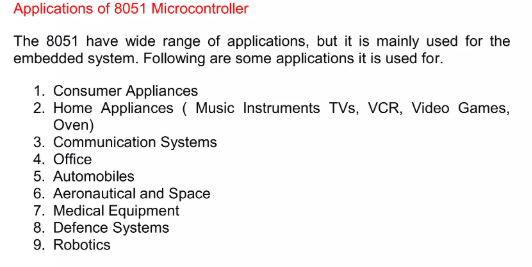 Applications of 8051 Microcontroller
The 8051 have wide range of applications, but it is mainly used for the
embedded system. Following are some applications it is used for.
1. Consumer Appliances
2. Home Appliances ( Music Instruments TVs, VCR, Video Games,
Oven)
3. Communication Systems
4. Office
5. Automobiles
6. Aeronautical and Space
7. Medical Equipment
8. Defence Systems
9. Robotics